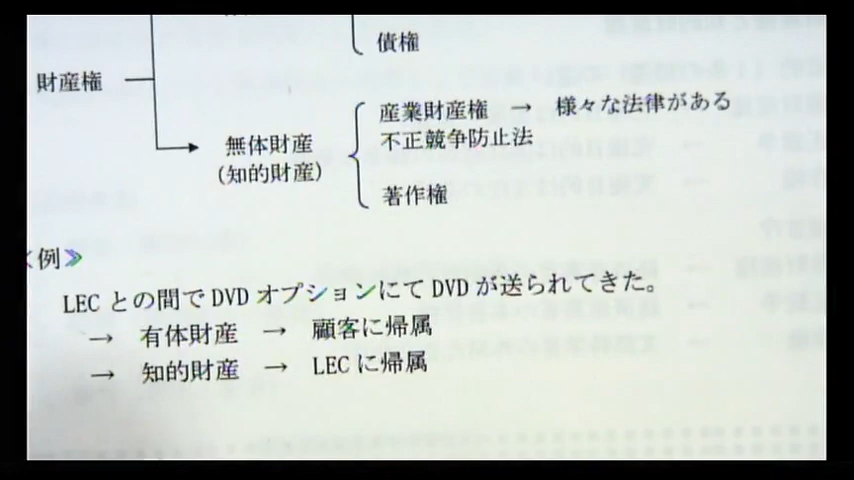 債権
財産権
産業財産権 → 様々な法律がある
不正競争防止法
無体財産
(知的財産)
著作権
≪例≫
LEC との間で DVD オプションにて DVD が送られてきた。
→ 有体財産 → 顧客に帰属
→ 知的財産 → LEC に帰属